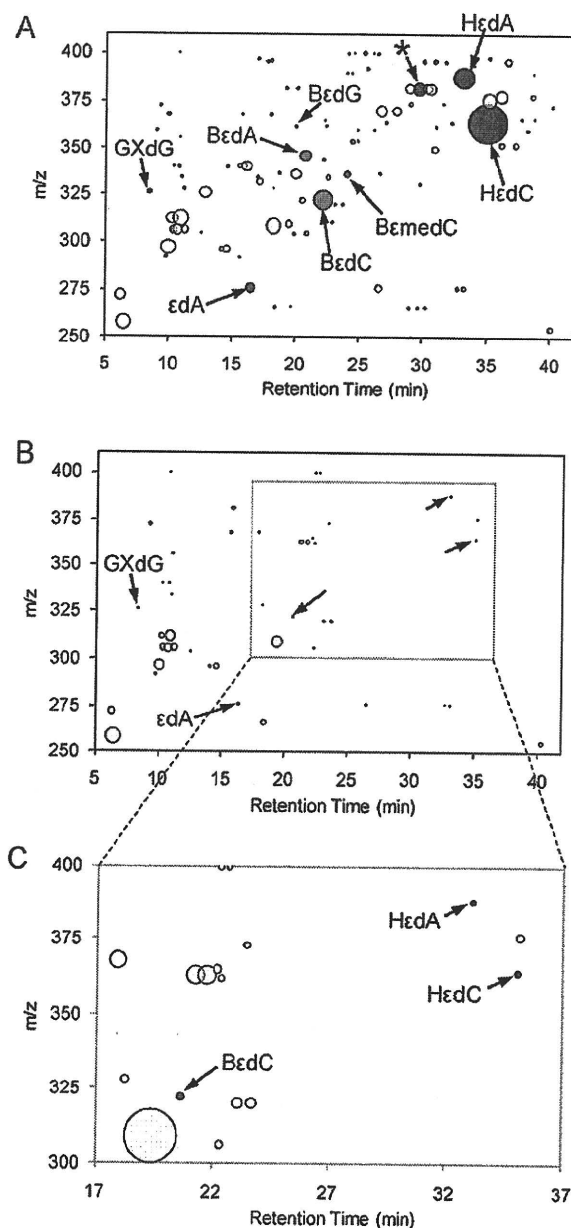 A
400
375
350
325
300
275
250
m/z
GXdG
BεdG
BεdA
*
HεdA
HεdC
BεmedC
BεdC
εdA
5 10 15 20 25 30 35 40
Retention Time (min)
B
400
375
350
325
300
275
250
m/z
GXdG
εdA
5 10 15 20 25 30 35 40
Retention Time (min)
C
400
375
350
325
300
m/z
HεdA
HεdC
BεdC
17 22 27 32 37
Retention Time (min)